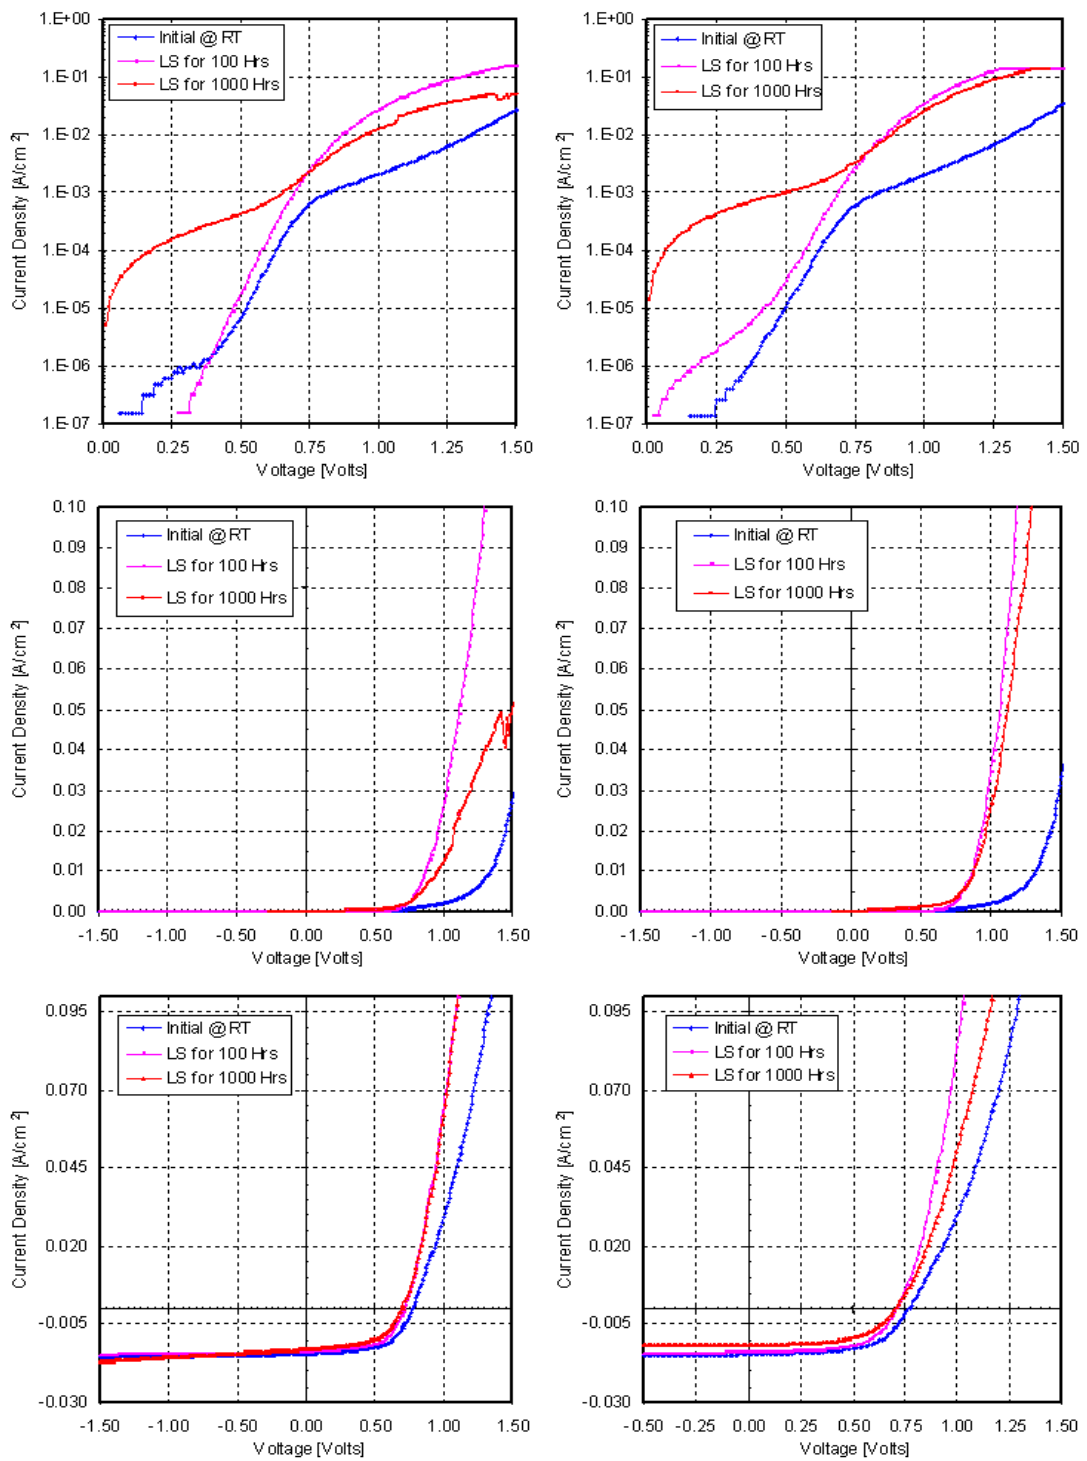 1.E+00
1.E-01
1.E-02
1.E-03
1.E-04
1.E-05
1.E-06
1.E-07
Current Density [A/cm ²]
Initial @ RT
LS for 100 Hrs
LS for 1000 Hrs
0.00 0.25 0.50 0.75 1.00 1.25 1.50
Voltage [Volts]
1.E+00
1.E-01
1.E-02
1.E-03
1.E-04
1.E-05
1.E-06
1.E-07
Current Density [A/cm ²]
Initial @ RT
LS for 100 Hrs
LS for 1000 Hrs
0.00 0.25 0.50 0.75 1.00 1.25 1.50
Voltage [Volts]
0.10
0.09
0.08
0.07
0.06
0.05
0.04
0.03
0.02
0.01
0.00
Current Density [A/cm ²]
Initial @ RT
LS for 100 Hrs
LS for 1000 Hrs
-1.50 -1.00 -0.50 0.00 0.50 1.00 1.50
Voltage [Volts]
0.10
0.09
0.08
0.07
0.06
0.05
0.04
0.03
0.02
0.01
0.00
Current Density [A/cm ²]
Initial @ RT
LS for 100 Hrs
LS for 1000 Hrs
-1.50 -1.00 -0.50 0.00 0.50 1.00 1.50
Voltage [Volts]
0.095
0.070
0.045
0.020
-0.005
-0.030
Current Density [A/cm ²]
Initial @ RT
LS for 100 Hrs
LS for 1000 Hrs
-1.50 -1.00 -0.50 0.00 0.50 1.00 1.50
Voltage [Volts]
0.095
0.070
0.045
0.020
-0.005
-0.030
Current Density [A/cm ²]
Initial @ RT
LS for 100 Hrs
LS for 1000 Hrs
-0.50 -0.25 0.00 0.25 0.50 0.75 1.00 1.25 1.50
Voltage [Volts]